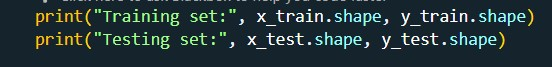 print("Training set:", x_train.shape, y_train.shape)
print("Testing set:", x_test.shape, y_test.shape)